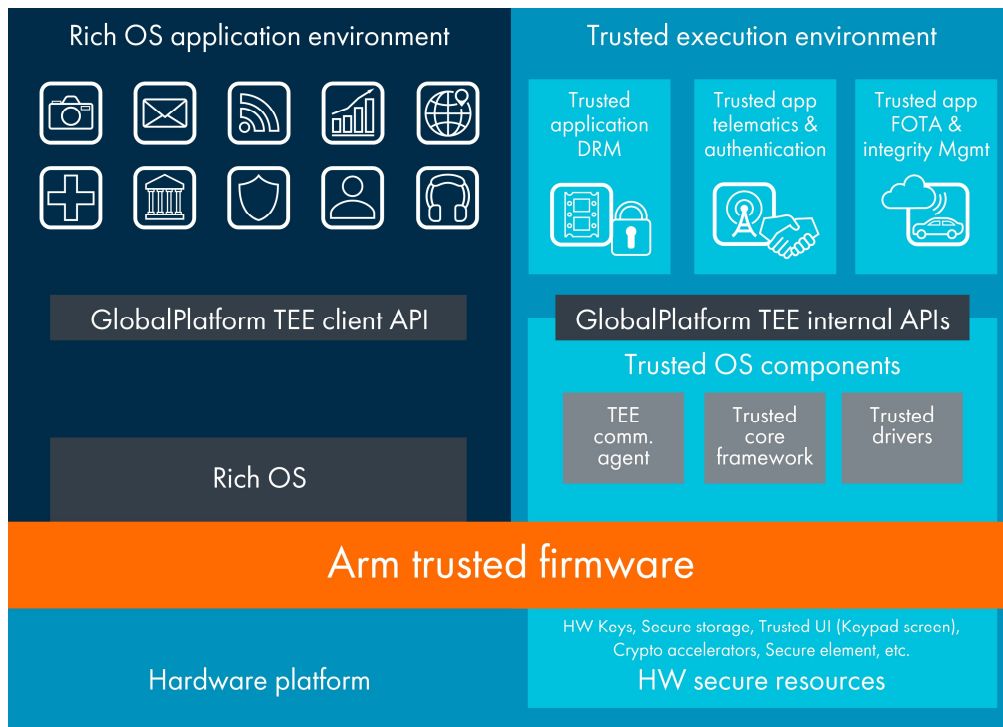 Rich OS application environment
Trusted execution environment
Trusted
application
DRM
Trusted app
telematics &
authentication
Trusted app
FOTA &
integrity Mgmt
GlobalPlatform TEE client API
GlobalPlatform TEE internal APIs
Trusted OS components
TEE
comm.
agent
Trusted
core
framework
Trusted
drivers
Rich OS
Arm trusted firmware
HW Keys, Secure storage, Trusted UI (Keypad screen),
Crypto accelerators, Secure element, etc.
Hardware platform
HW secure resources